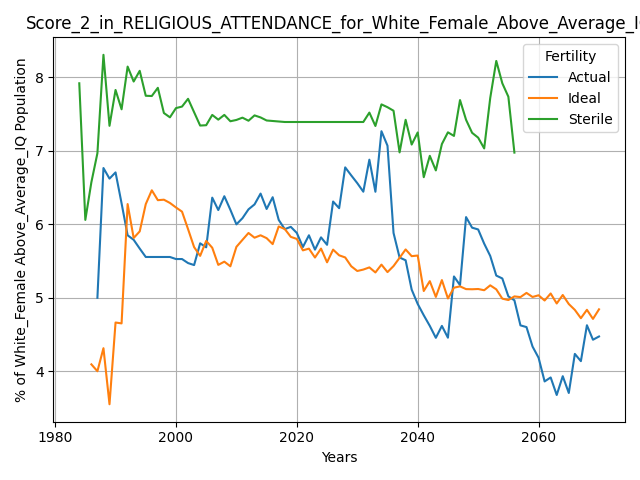 Score_2_in_RELIGIOUS_ATTENDANCE_for_White_Female_Above_Average_I
% of White_Female Above_Average_IQ Population
8
7
6
5
4
Fertility
Actual
Ideal
Sterile
1980
2000
2020
2040
2060
Years